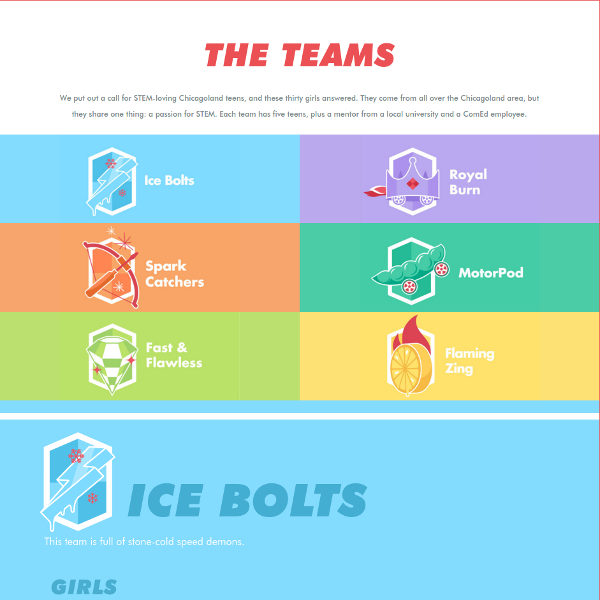 THE TEAMS
We put out a call for STEM-loving Chicagoland teens, and these thirty girls answered. They come from all over the Chicagoland area, but
they share one thing: a passion for STEM. Each team has five teens, plus a mentor from a local university and a ComEd employee.
Ice Bolts
Royal
Burn
Spark
Catchers
MotorPod
Fast &
Flawless
Flaming
Zing
ICE BOLTS
This team is full of stone-cold speed demons.
GIRLS